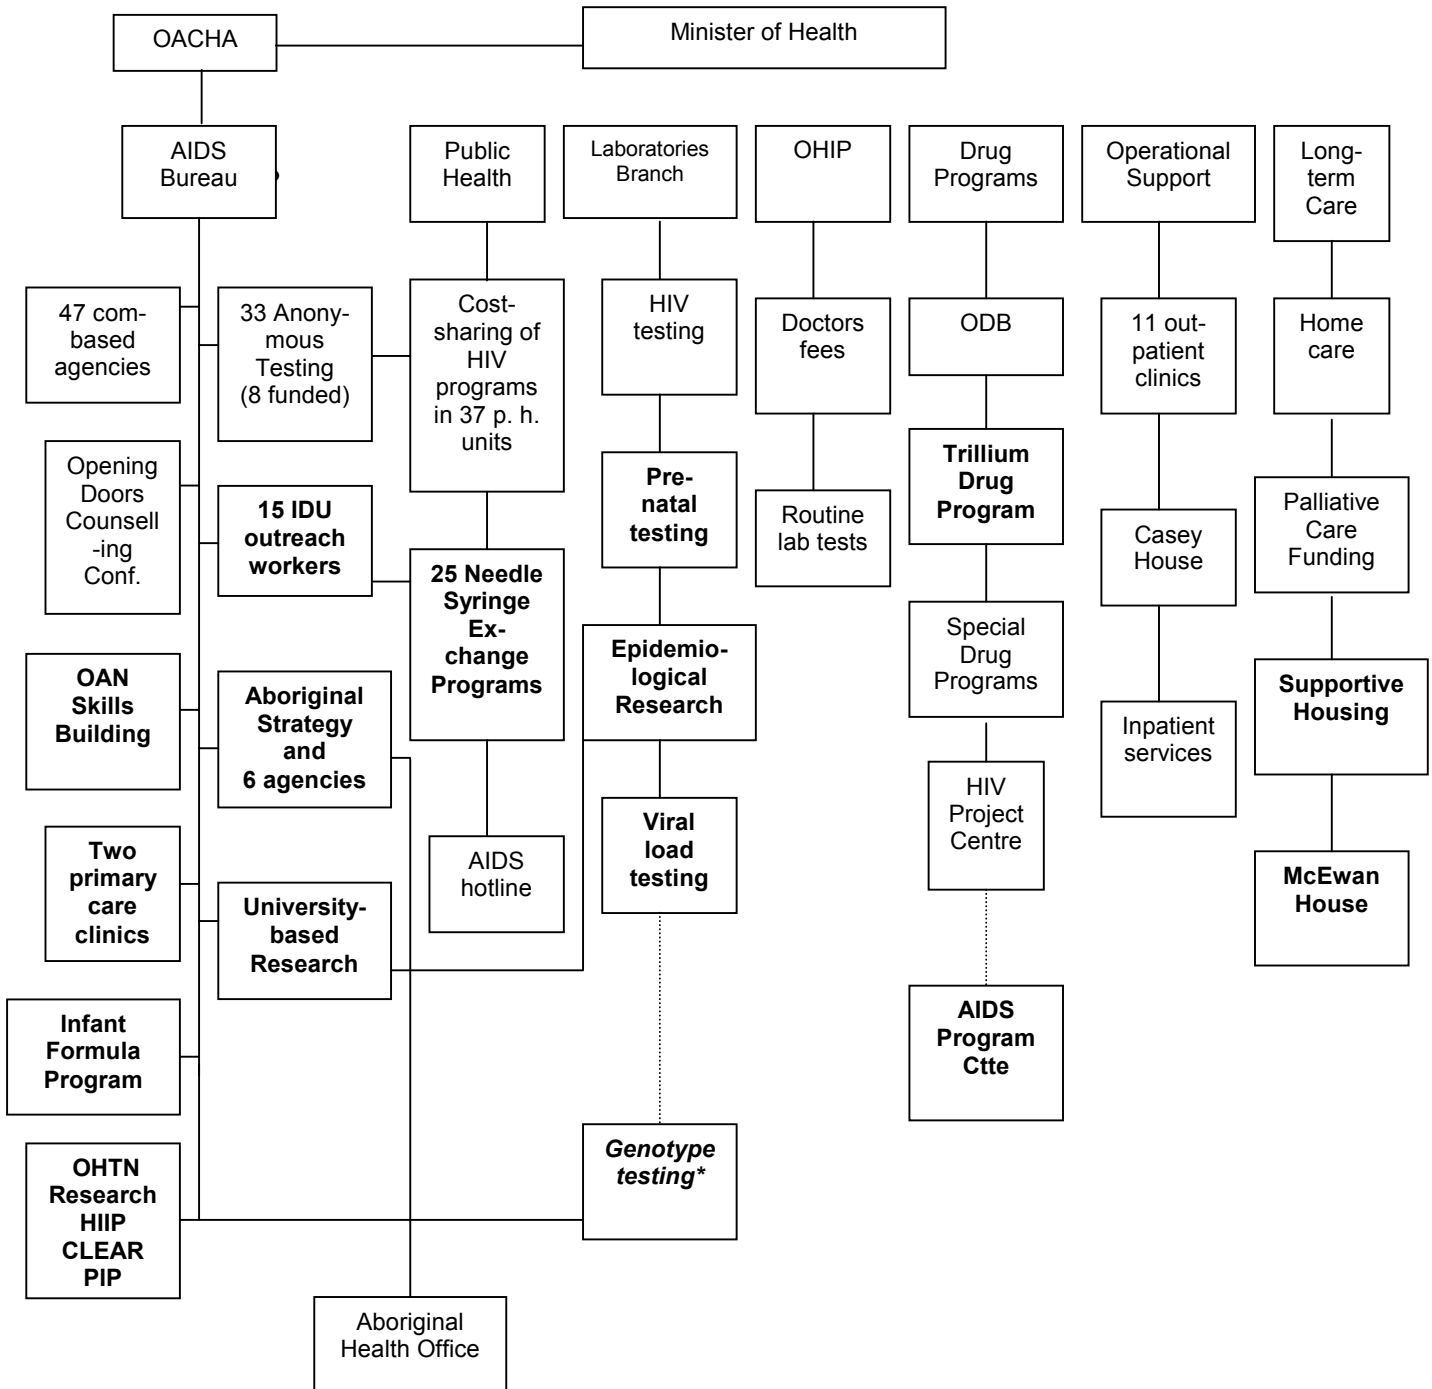 OACHA
Minister of Health
AIDS
Bureau
Public
Health
Laboratories
Branch
OHIP
Drug
Programs
Operational
Support
Long-
term
Care
47 com-
based
agencies
33 Anony-
mous
Testing
(8 funded)
Cost-
sharing of
HIV
programs
in 37 p. h.
units
HIV
testing
Doctors
fees
ODB
11 out-
patient
clinics
Home
care
Opening
Doors
Counsell
-ing
Conf.
15 IDU
outreach
workers
25 Needle
Syringe
Ex-
change
Programs
Pre-
natal
testing
Routine
lab tests
Trillium
Drug
Program
Casey
House
Palliative
Care
Funding
OAN
Skills
Building
Aboriginal
Strategy
and
6 agencies
Epidemio-
logical
Research
Special
Drug
Programs
Inpatient
services
Supportive
Housing
Two
primary
care
clinics
University-
based
Research
AIDS
hotline
Viral
load
testing
HIV
Project
Centre
McEwan
House
Infant
Formula
Program
AIDS
Program
Ctte
OHTN
Research
HIIP
CLEAR
PIP
Genotype
testing*
Aboriginal
Health Office